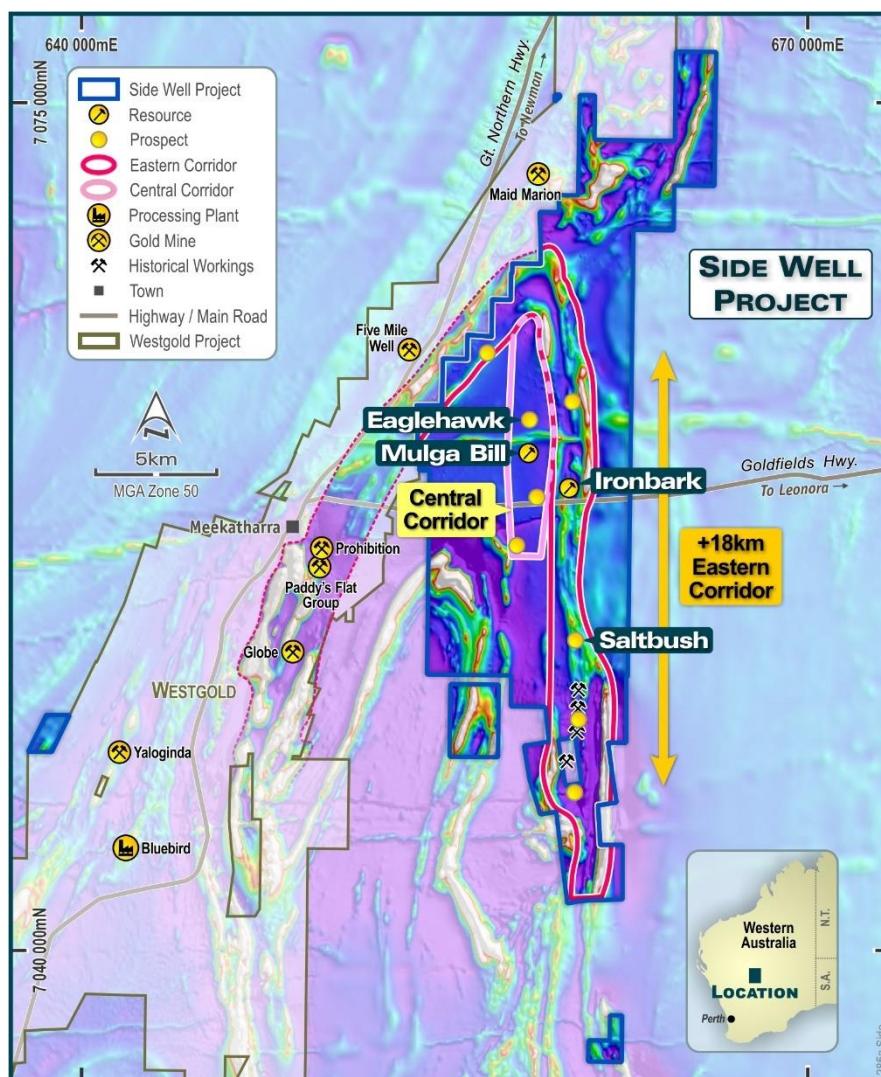 640 000mE
670 000mE
7 075 000mN
7 040 000mN
Side Well Project
Resource
Prospect
Eastern Corridor
Central Corridor
Processing Plant
Gold Mine
Historical Workings
Town
Highway / Main Road
Westgold Project
N
5km
MGA Zone 50
Gt. Northern Hwy.
To Newman →
Maid Marion
SIDE WELL
PROJECT
Five Mile
Well
Eaglehawk
Mulga Bill
Ironbark
Goldfields Hwy.
To Leonora →
Central
Corridor
Meekatharra
Prohibition
Paddy's Flat
Group
+18km
Eastern
Corridor
Globe
Saltbush
WESTGOLD
Yaloginda
Bluebird
Western
Australia
N.T.
S.A.
LOCATION
Perth